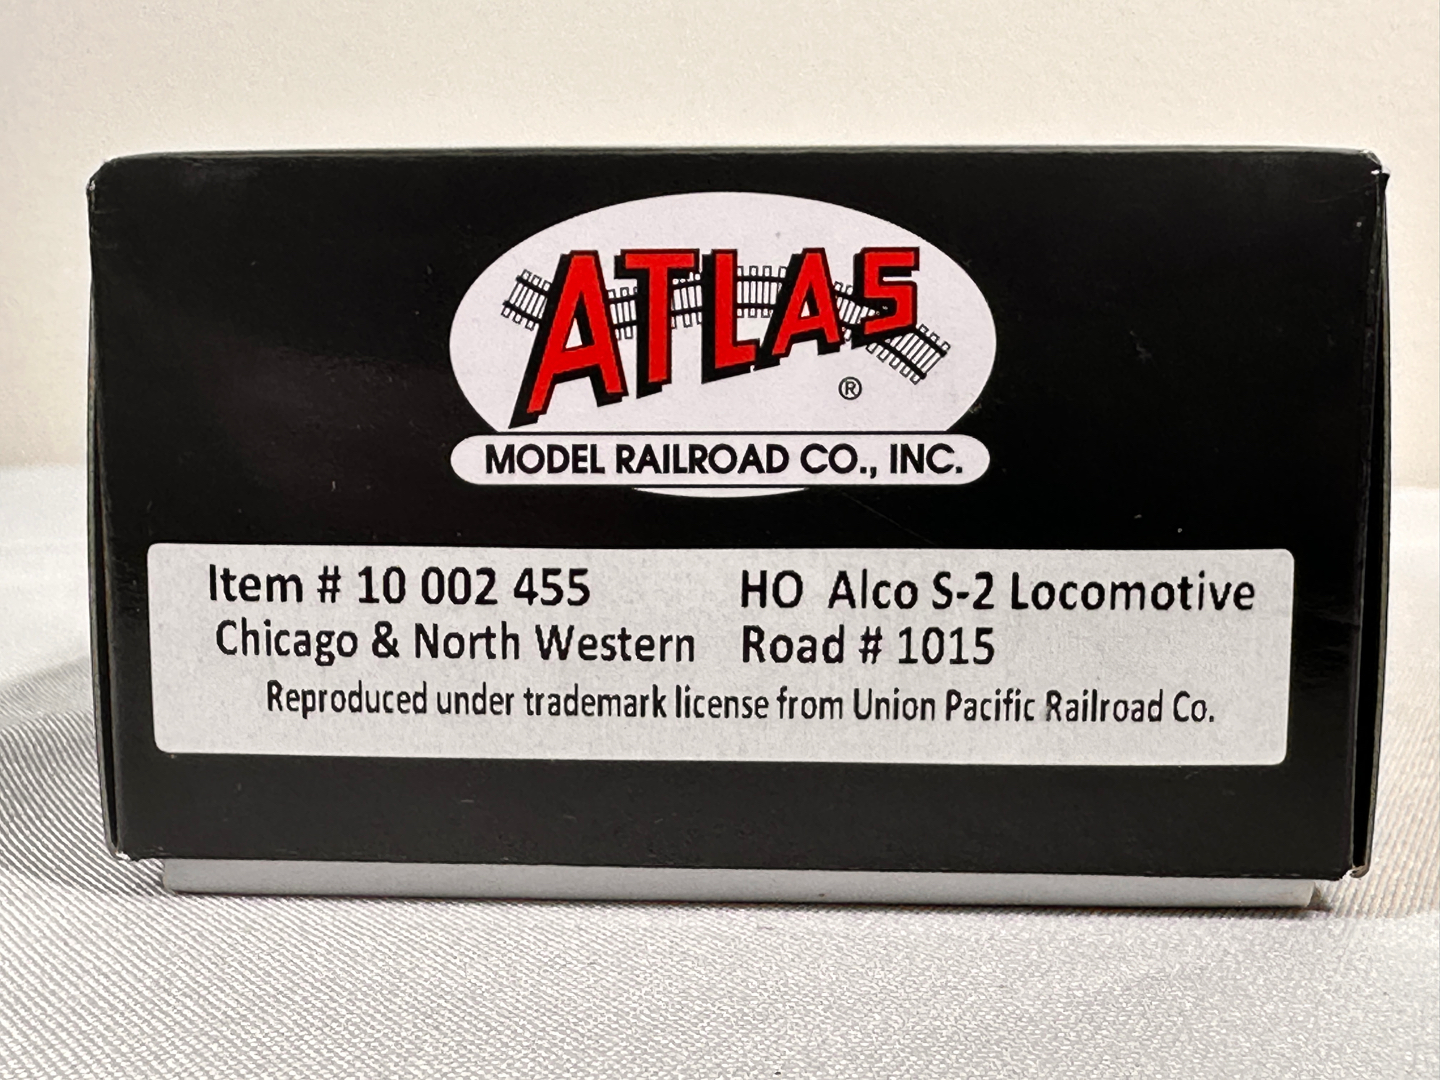 ATLAS
®
MODEL RAILROAD CO., INC.
Item # 10 002 455 HO Alco S-2 Locomotive
Chicago & North Western Road # 1015
Reproduced under trademark license from Union Pacific Railroad Co.